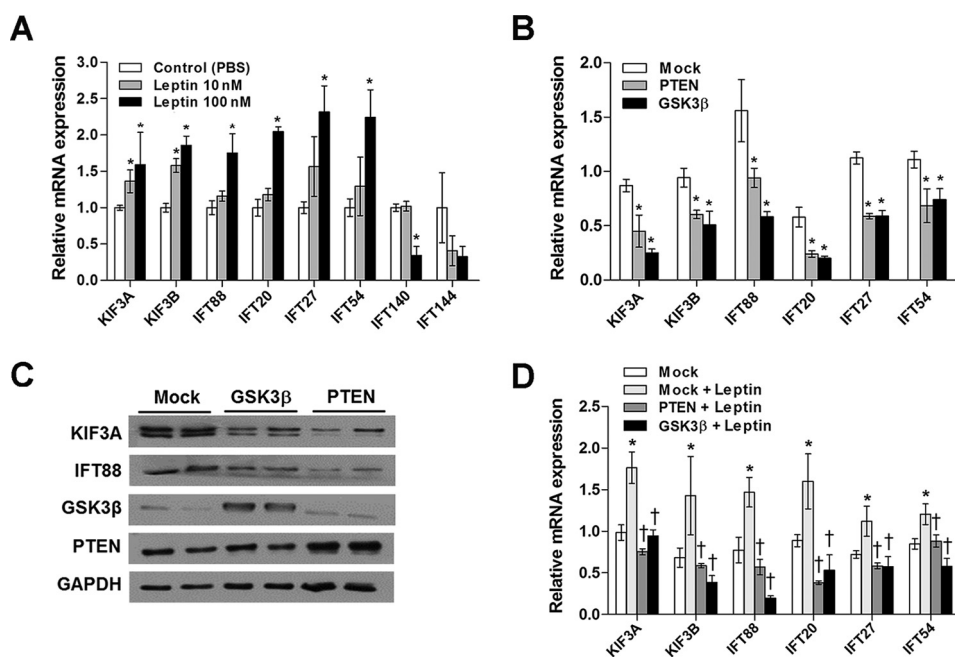 A
Relative mRNA expression
3.0
2.5
2.0
1.5
1.0
0.5
0.0
Control (PBS)
Leptin 10 nM
Leptin 100 nM
* * * * * * * * *
KIF3A KIF3B IFT88 IFT20 IFT27 IFT54 IFT140 IFT144
B
Relative mRNA expression
2.0
1.5
1.0
0.5
0.0
Mock
PTEN
GSK3β
* * * * * * * * * * * *
KIF3A KIF3B IFT88 IFT20 IFT27 IFT54
C
Mock GSK3β PTEN
KIF3A
IFT88
GSK3β
PTEN
GAPDH
D
Mock
Mock + Leptin
PTEN + Leptin
GSK3β + Leptin
Relative mRNA expression
2.5
2.0
1.5
1.0
0.5
0.0
* † † * † † * † † * † † * † † * † †
KIF3A KIF3B IFT88 IFT20 IFT27 IFT54